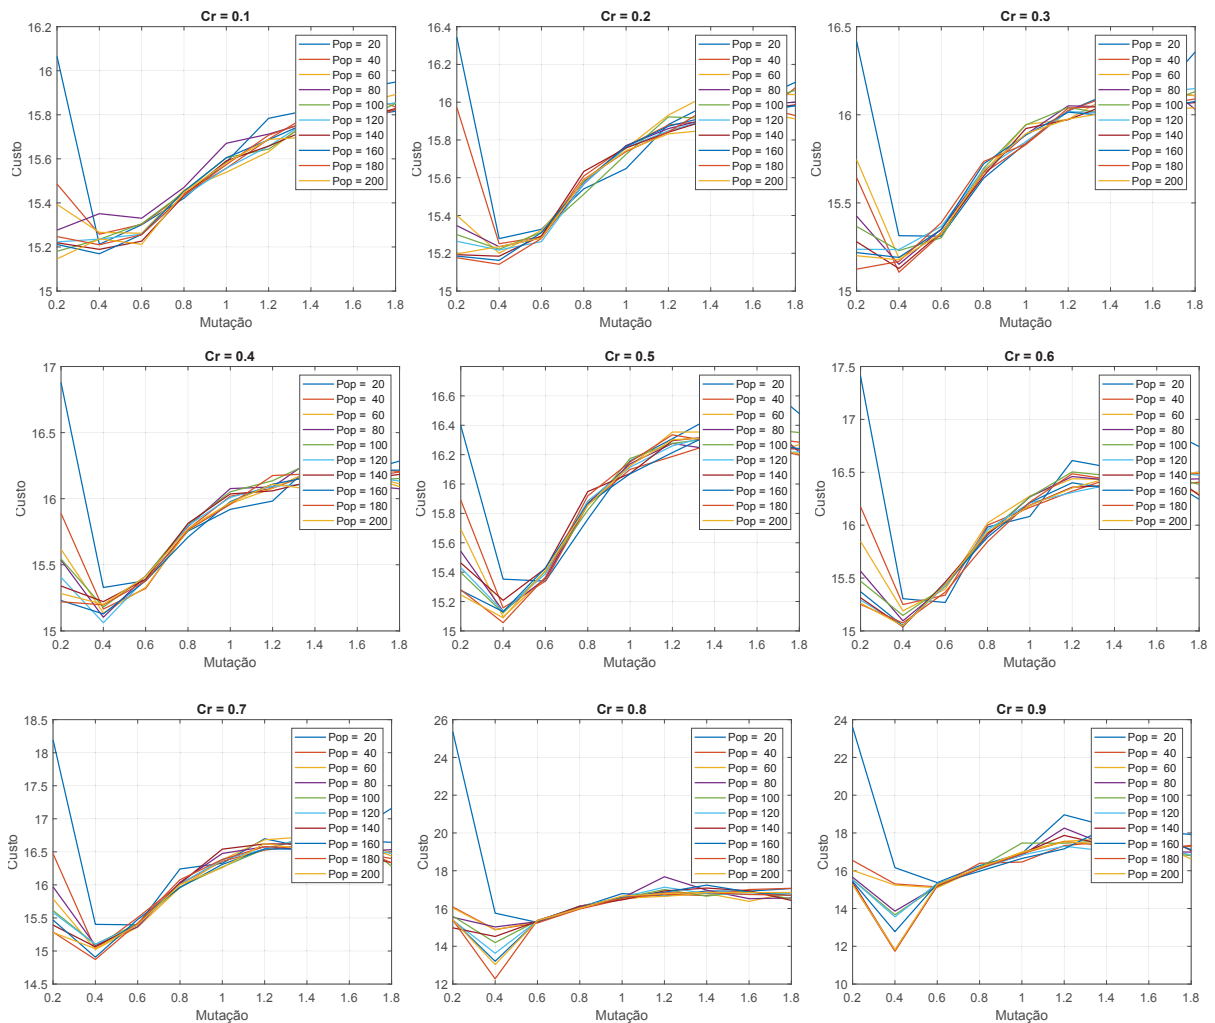 Cr = 0.1
16.2
16
15.8
15.6
15.4
15.2
15
Custo
0.2 0.4 0.6 0.8 1 1.2 1.4 1.6 1.8
Mutação
Pop = 20
Pop = 40
Pop = 60
Pop = 80
Pop = 100
Pop = 120
Pop = 140
Pop = 160
Pop = 180
Pop = 200
Cr = 0.2
16.4
16.2
16
15.8
15.6
15.4
15.2
15
Custo
0.2 0.4 0.6 0.8 1 1.2 1.4 1.6 1.8
Mutação
Pop = 20
Pop = 40
Pop = 60
Pop = 80
Pop = 100
Pop = 120
Pop = 140
Pop = 160
Pop = 180
Pop = 200
Cr = 0.3
16.5
16
15.5
15
Custo
0.2 0.4 0.6 0.8 1 1.2 1.4 1.6 1.8
Mutação
Pop = 20
Pop = 40
Pop = 60
Pop = 80
Pop = 100
Pop = 120
Pop = 140
Pop = 160
Pop = 180
Pop = 200
Cr = 0.4
17
16.5
16
15.5
15
Custo
0.2 0.4 0.6 0.8 1 1.2 1.4 1.6 1.8
Mutação
Pop = 20
Pop = 40
Pop = 60
Pop = 80
Pop = 100
Pop = 120
Pop = 140
Pop = 160
Pop = 180
Pop = 200
Cr = 0.5
16.6
16.4
16.2
16
15.8
15.6
15.4
15.2
15
Custo
0.2 0.4 0.6 0.8 1 1.2 1.4 1.6 1.8
Mutação
Pop = 20
Pop = 40
Pop = 60
Pop = 80
Pop = 100
Pop = 120
Pop = 140
Pop = 160
Pop = 180
Pop = 200
Cr = 0.6
17.5
17
16.5
16
15.5
15
Custo
0.2 0.4 0.6 0.8 1 1.2 1.4 1.6 1.8
Mutação
Pop = 20
Pop = 40
Pop = 60
Pop = 80
Pop = 100
Pop = 120
Pop = 140
Pop = 160
Pop = 180
Pop = 200
Cr = 0.7
18.5
18
17.5
17
16.5
16
15.5
15
14.5
Custo
0.2 0.4 0.6 0.8 1 1.2 1.4 1.6 1.8
Mutação
Pop = 20
Pop = 40
Pop = 60
Pop = 80
Pop = 100
Pop = 120
Pop = 140
Pop = 160
Pop = 180
Pop = 200
Cr = 0.8
26
24
22
20
18
16
14
12
Custo
0.2 0.4 0.6 0.8 1 1.2 1.4 1.6 1.8
Mutação
Pop = 20
Pop = 40
Pop = 60
Pop = 80
Pop = 100
Pop = 120
Pop = 140
Pop = 160
Pop = 180
Pop = 200
Cr = 0.9
24
22
20
18
16
14
12
10
Custo
0.2 0.4 0.6 0.8 1 1.2 1.4 1.6 1.8
Mutação
Pop = 20
Pop = 40
Pop = 60
Pop = 80
Pop = 100
Pop = 120
Pop = 140
Pop = 160
Pop = 180
Pop = 200